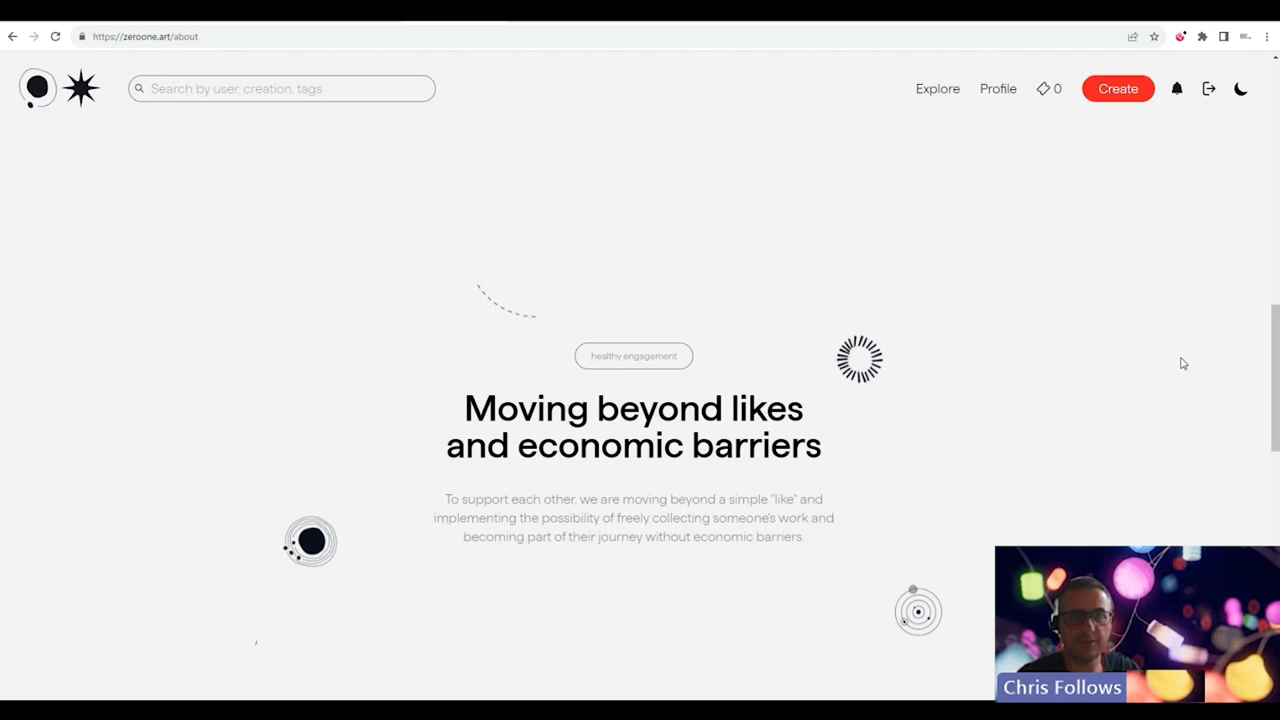 https://zeroone.art/about
Search by user, creation, tags
Explore
Profile
0
Create
healthy engagement
Moving beyond likes
and economic barriers
To support each other, we are moving beyond a simple "like" and
implementing the possibility of freely collecting someone's work and
becoming part of their journey without economic barriers.
Chris Follows